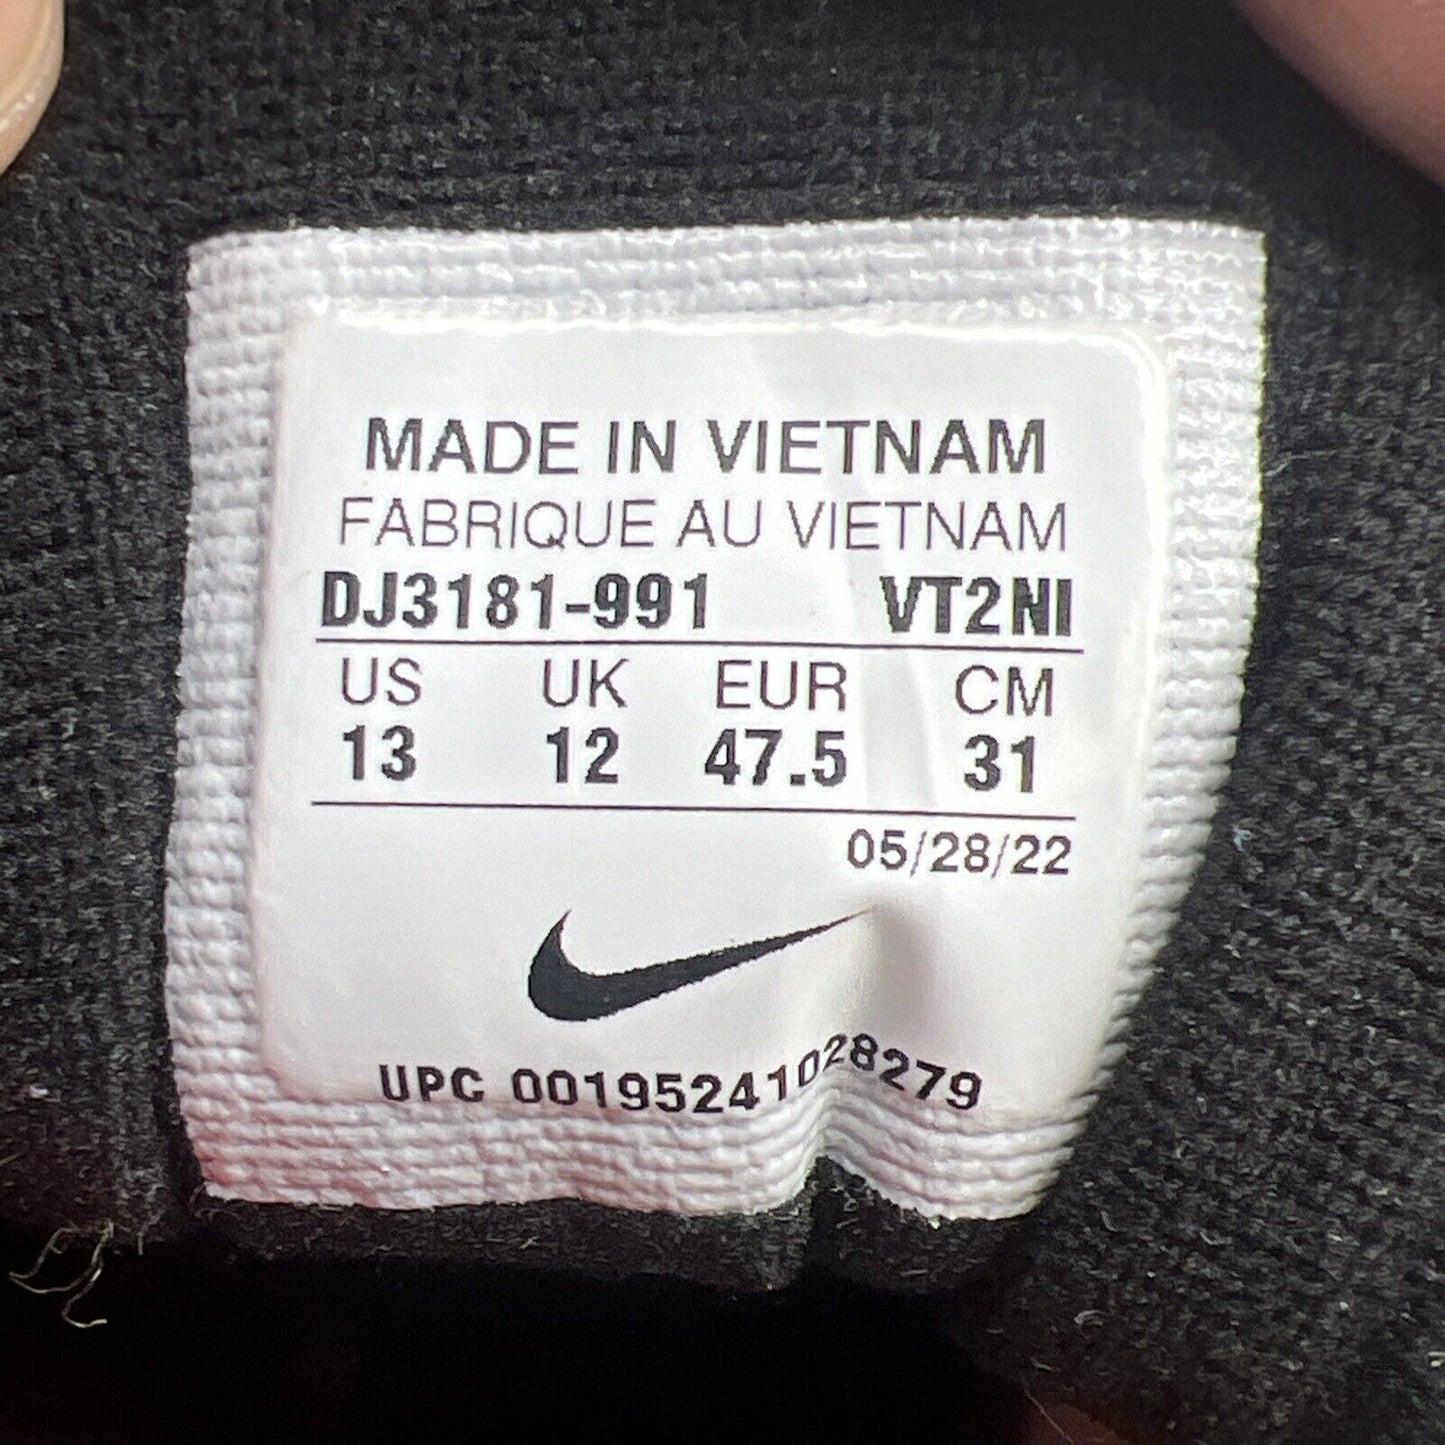 MADE IN VIETNAM
FABRIQUE AU VIETNAM
DJ3181-991 VT2NI
US UK EUR CM
13 12 47.5 31
05/28/22
UPC 00195241028279